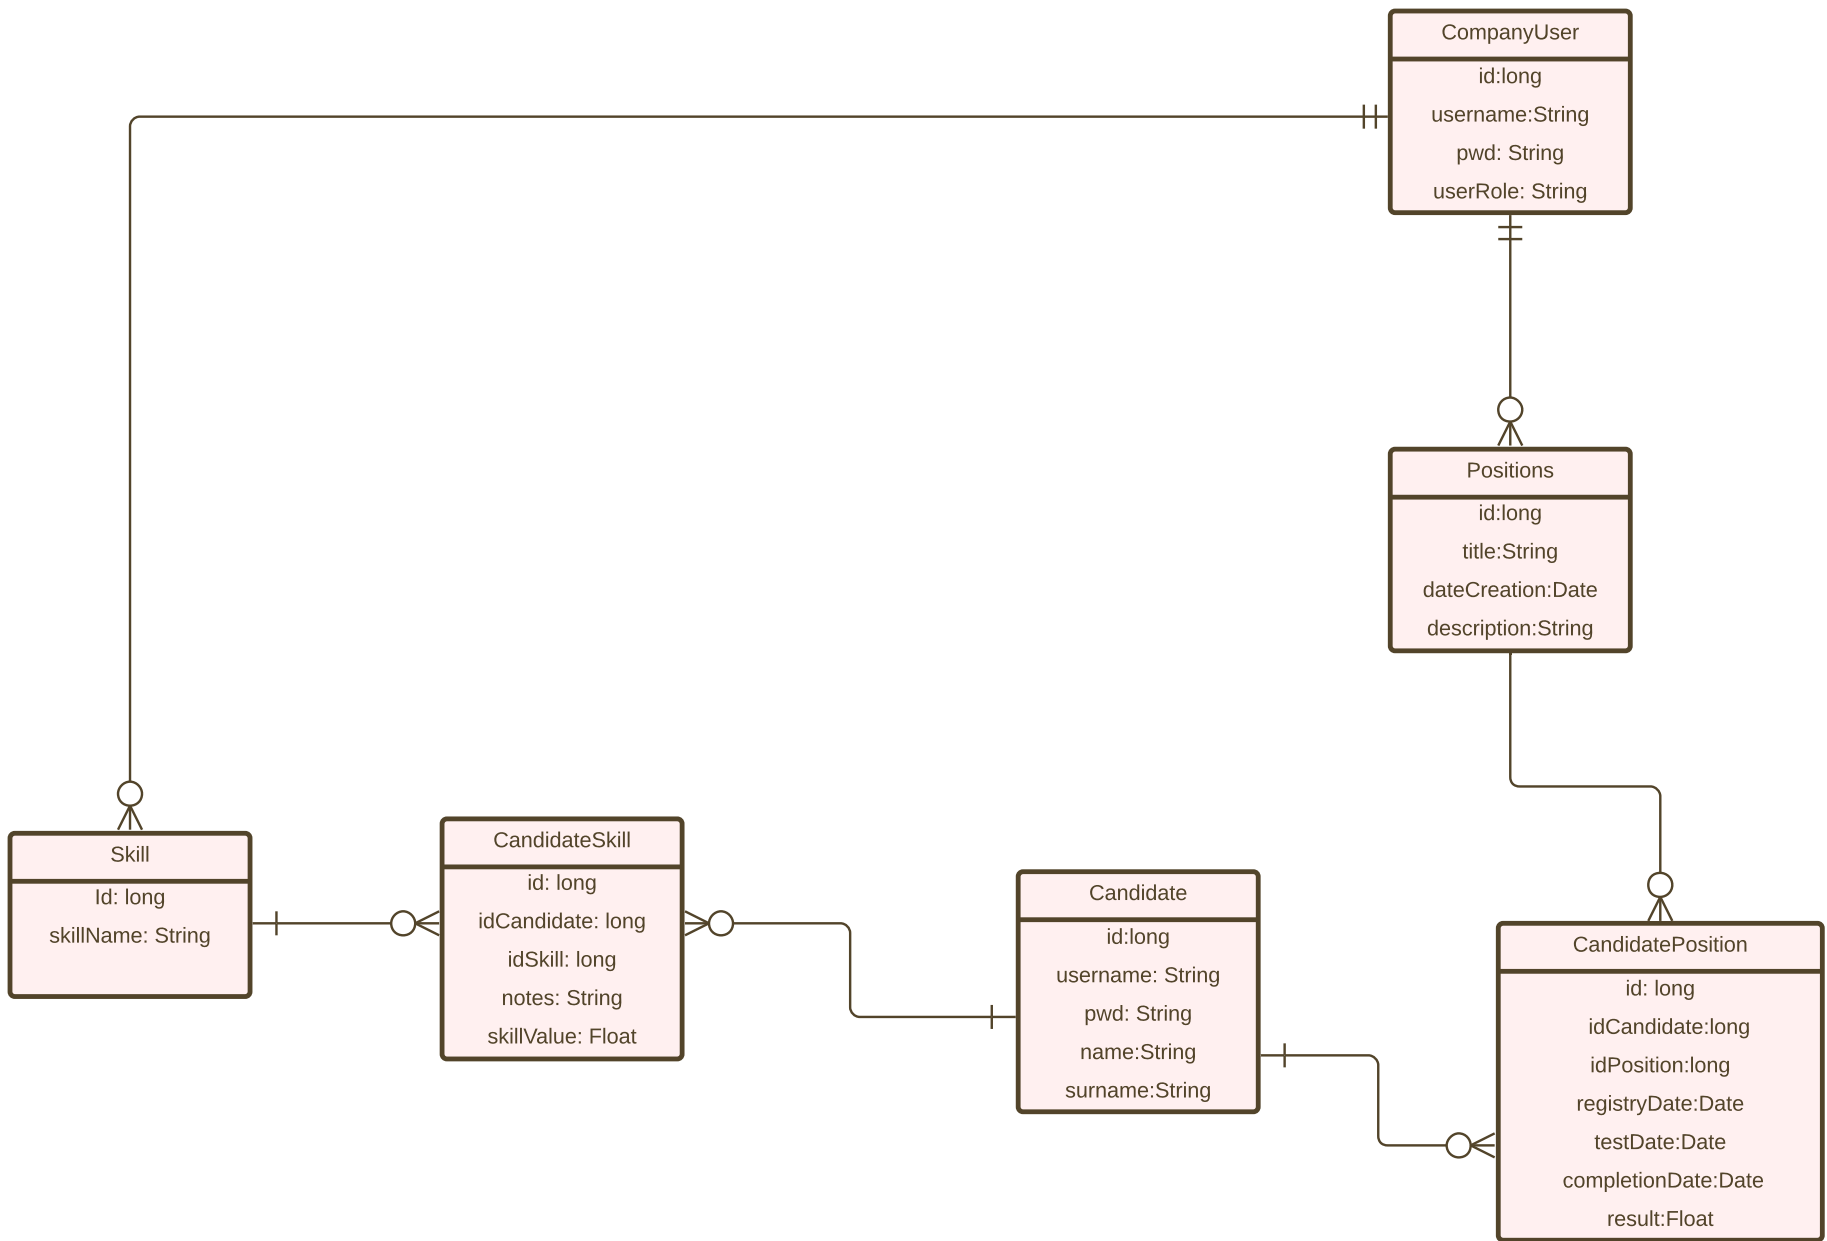 CompanyUser
id:long
username:String
pwd: String
userRole: String
Positions
id:long
title:String
dateCreation:Date
description:String
Skill
Id: long
skillName: String
CandidateSkill
id: long
idCandidate: long
idSkill: long
notes: String
skillValue: Float
Candidate
id:long
username: String
pwd: String
name:String
surname:String
CandidatePosition
id: long
idCandidate:long
idPosition:long
registryDate:Date
testDate:Date
completionDate:Date
result:Float